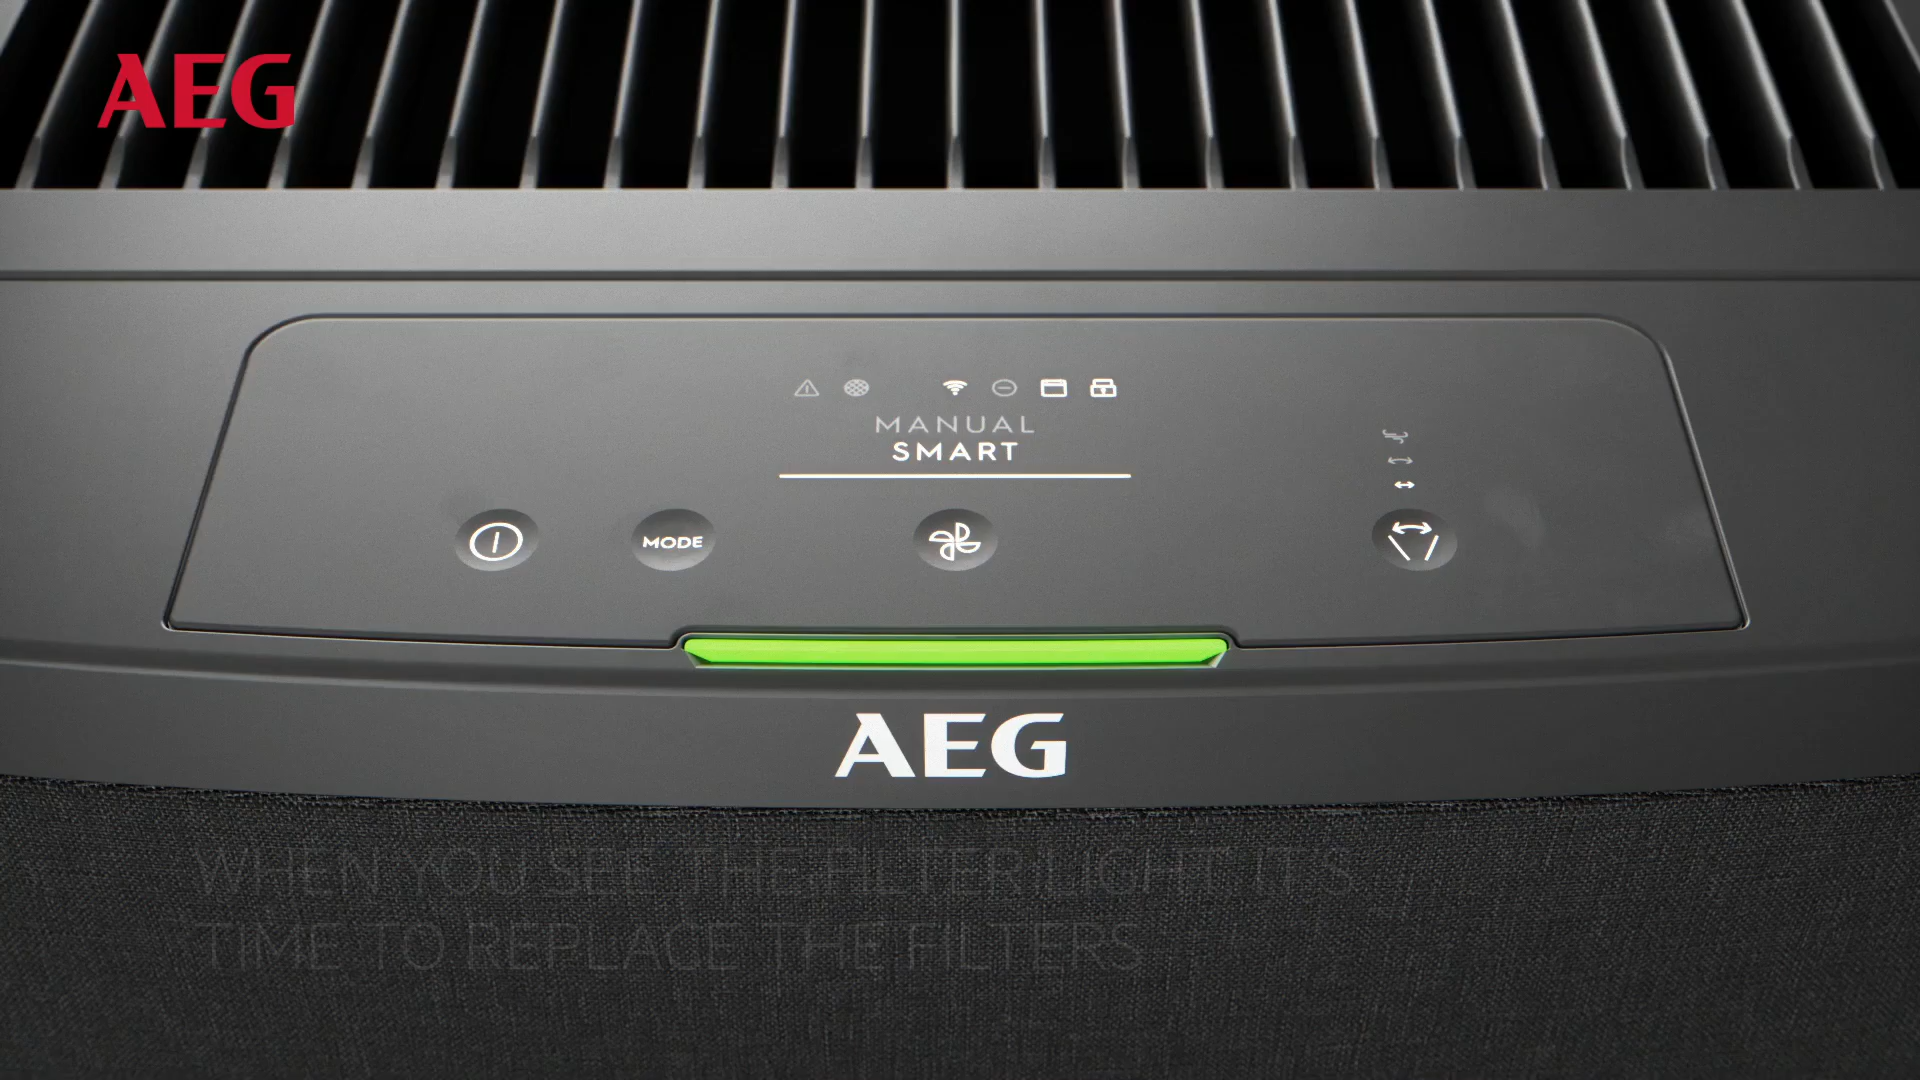 AEG
MANUAL
SMART
MODE
AEG
WHEN YOU SEE THE FILTER LIGHT IT'S
TIME TO REPLACE THE FILTERS